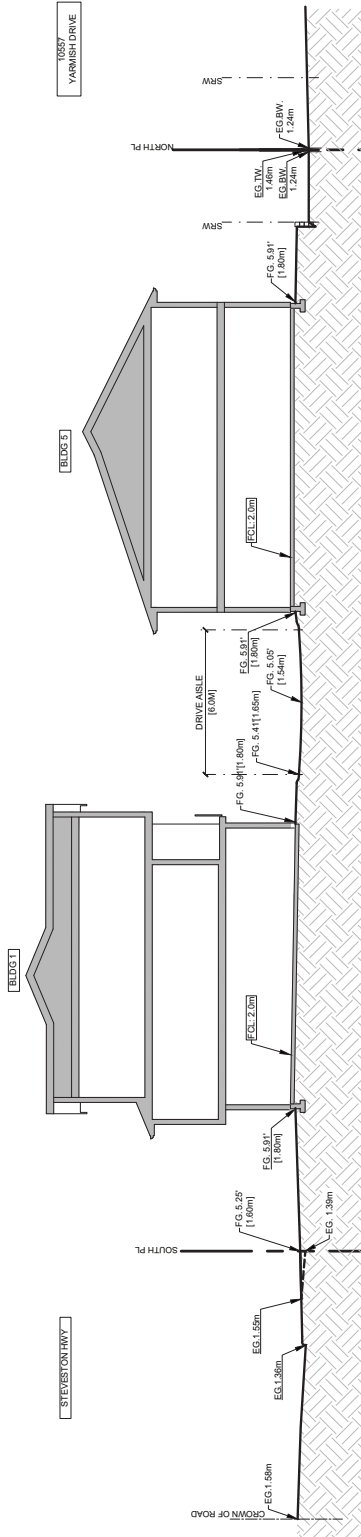 STEVESTON HWY
CROWN OF ROAD
EG.1.58m
EG.1.36m
EG.1.55m
SOUTH PL
FG. 5.25'
[1.60m]
EG. 1.39m
FG. 5.91'
[1.80m]
BLDG 1
FCL: 2.0m
FG. 5.91'[1.80m]
FG. 5.41'[1.65m]
DRIVE AISLE
[6.0M]
FG. 5.05'
[1.54m]
FG. 5.91'
[1.80m]
BLDG 5
FCL: 2.0m
FG. 5.91'
[1.80m]
SRW
NORTH PL
EG.TW.
1.46m
EG.BW.
1.24m
EG.BW.
1.24m
SRW
10557
YARMISH DRIVE